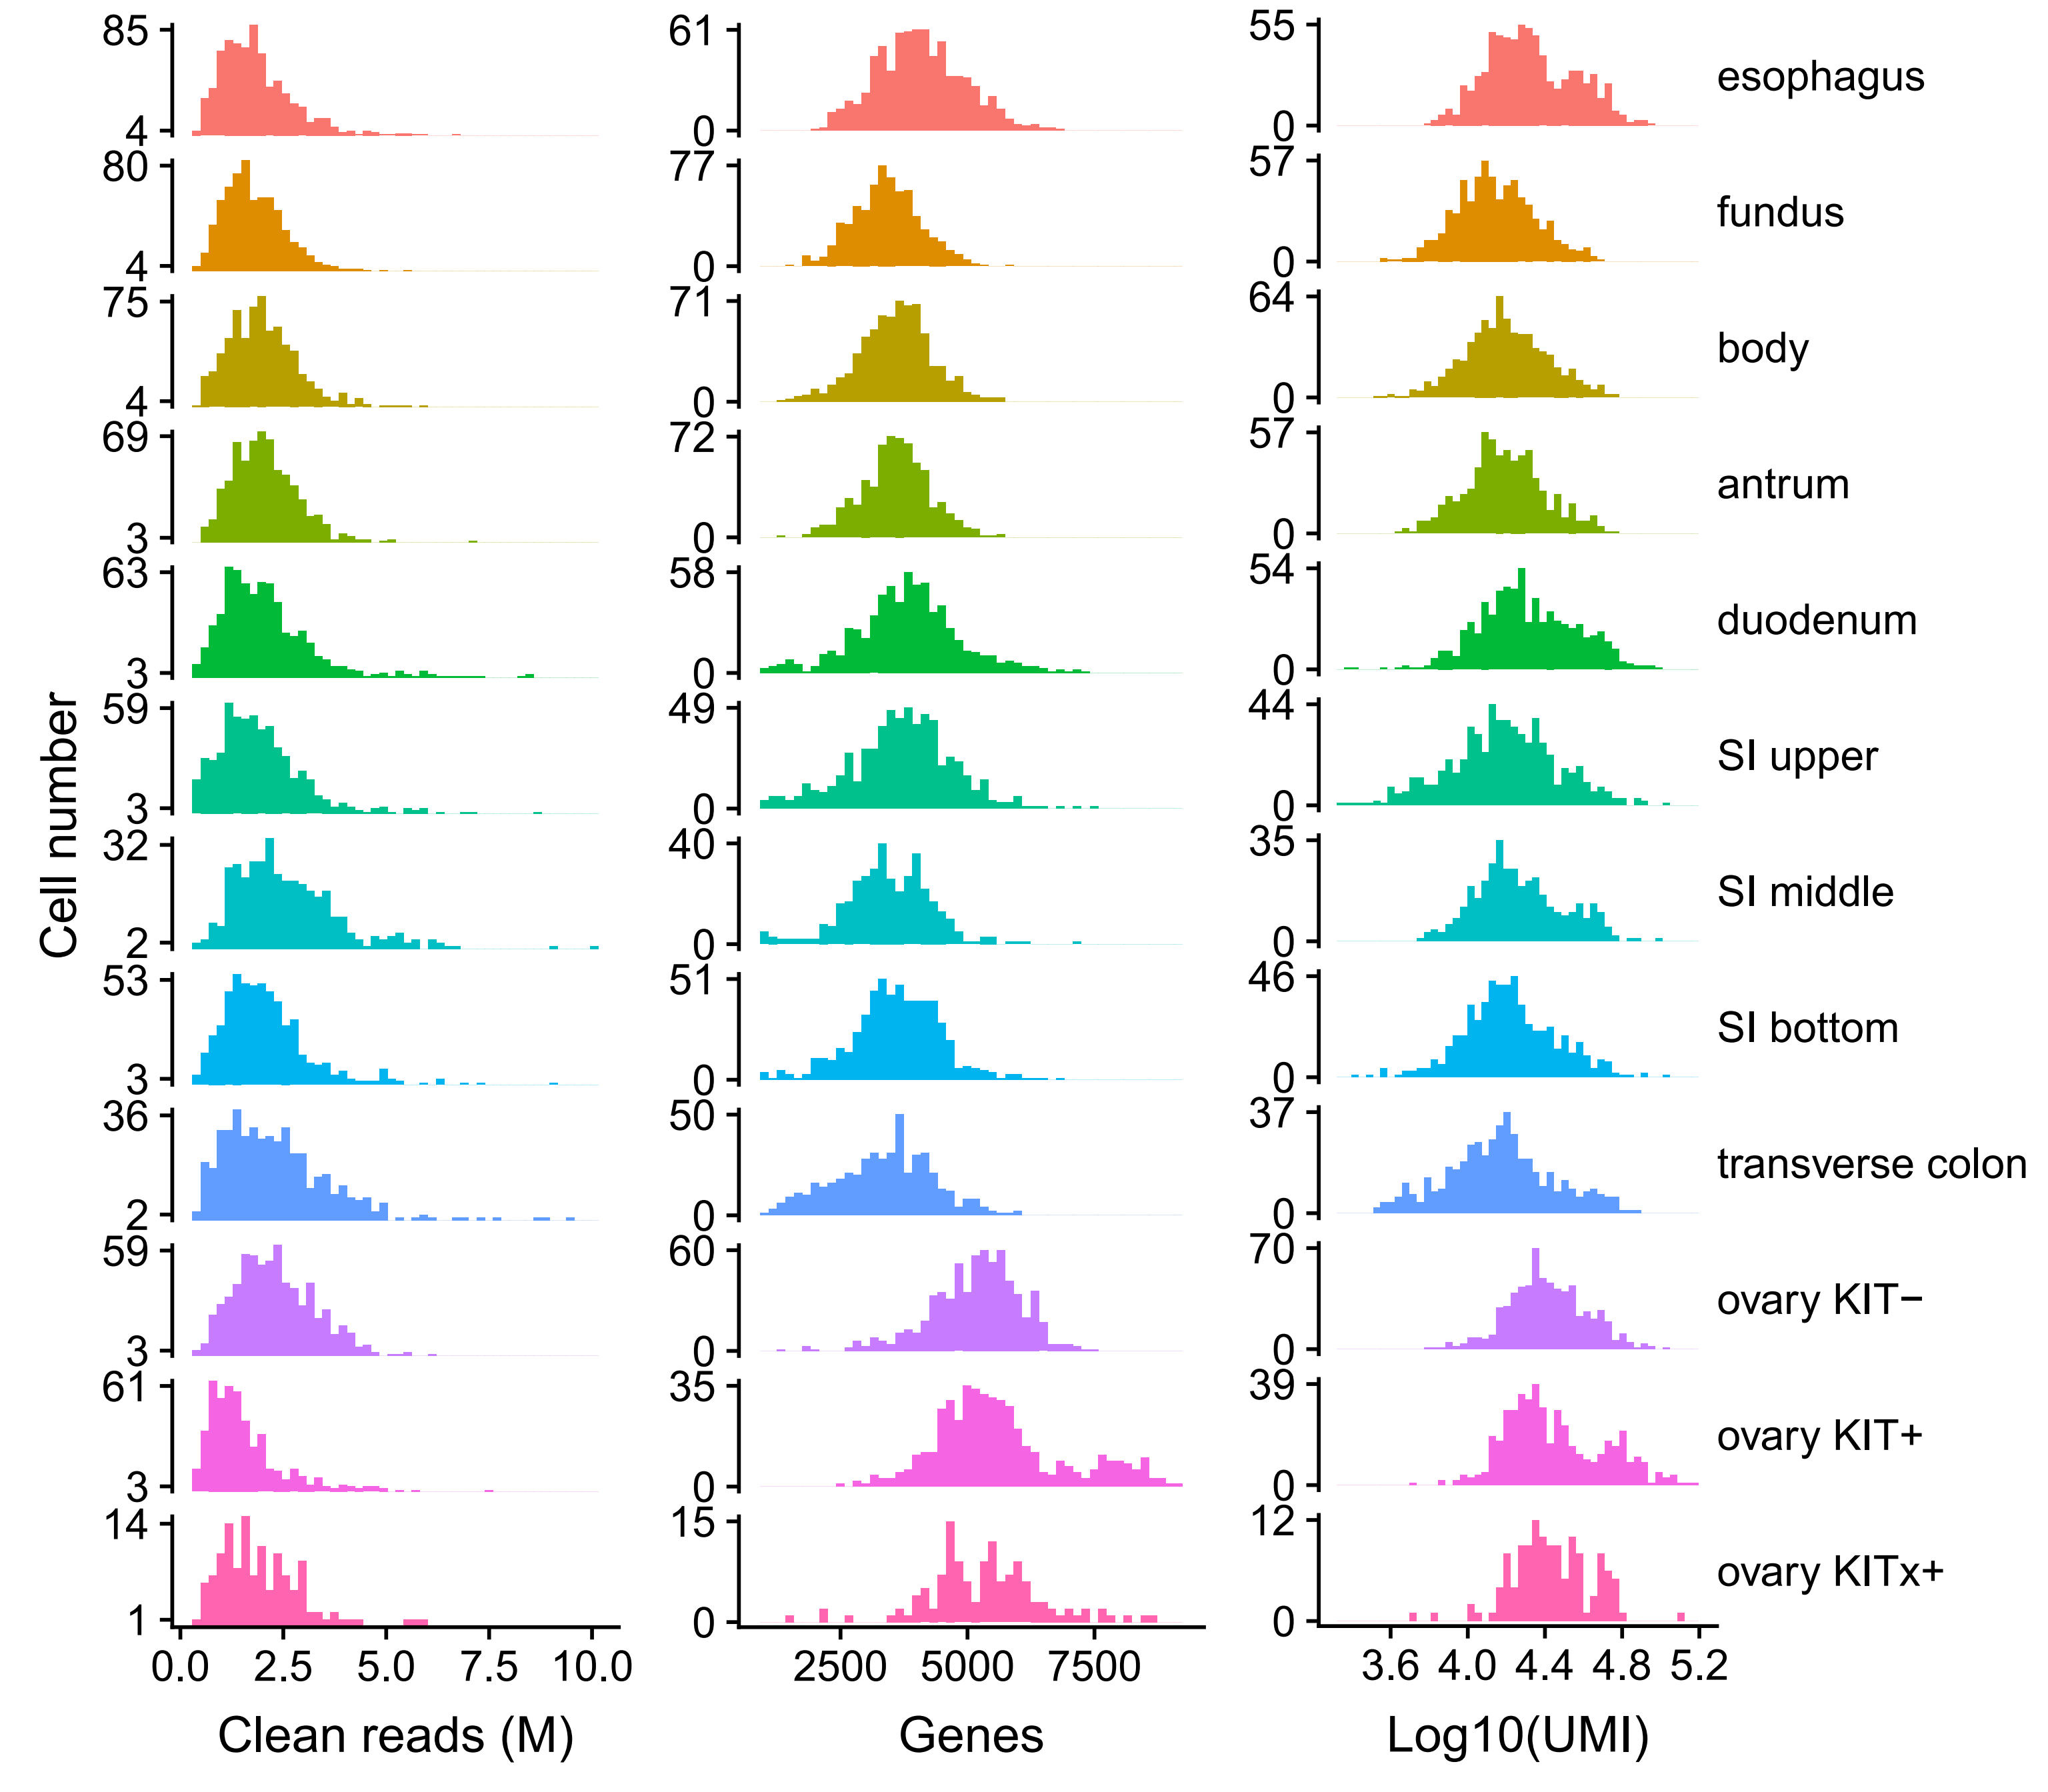 Cell number
85 61 55
4 0 0
esophagus
80 77 57
4 0 0
fundus
75 71 64
4 0 0
body
69 72 57
3 0 0
antrum
63 58 54
3 0 0
duodenum
59 49 44
3 0 0
SI upper
32 40 35
2 0 0
SI middle
53 51 46
3 0 0
SI bottom
36 50 37
2 0 0
transverse colon
59 60 70
3 0 0
ovary KIT−
61 35 39
3 0 0
ovary KIT+
14 15 12
1 0 0
ovary KITx+
0.0 2.5 5.0 7.5 10.0 2500 5000 7500 3.6 4.0 4.4 4.8 5.2
Clean reads (M) Genes Log10(UMI)